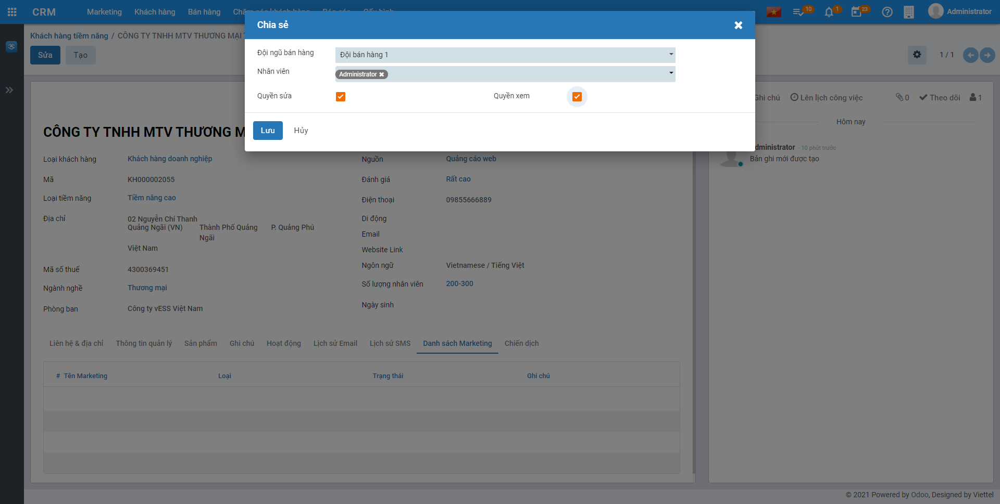 CRM
Marketing
Khách hàng
Bán hàng
10
1
23
Administrator
Khách hàng tiềm năng / CÔNG TY TNHH MTV THƯƠNG MẠI
Sửa
Tạo
1 / 1
Chia sẻ
Đội ngũ bán hàng
Đội bán hàng 1
Nhân viên
Administrator
Quyền sửa
Quyền xem
Lưu
Hủy
Ghi chú
Lên lịch công việc
0
Theo dõi
1
Hôm nay
dministrator - 10 phút trước
Bản ghi mới được tạo
CÔNG TY TNHH MTV THƯƠNG M
Loại khách hàng
Khách hàng doanh nghiệp
Mã
KH000002055
Loại tiềm năng
Tiềm năng cao
Địa chỉ
02 Nguyễn Chí Thanh
Quảng Ngãi (VN)
Thành Phố Quảng Ngãi
P. Quảng Phú
Việt Nam
Mã số thuế
4300369451
Ngành nghề
Thương mại
Phòng ban
Công ty vESS Việt Nam
Nguồn
Quảng cáo web
Đánh giá
Rất cao
Điện thoại
09855666889
Di động
Email
Website Link
Ngôn ngữ
Vietnamese / Tiếng Việt
Số lượng nhân viên
200-300
Ngày sinh
Liên hệ & địa chỉ
Thông tin quản lý
Sản phẩm
Ghi chú
Hoạt động
Lịch sử Email
Lịch sử SMS
Danh sách Marketing
Chiến dịch
# Tên Marketing
Loại
Trạng thái
Ghi chú
© 2021 Powered by Odoo, Designed by Viettel